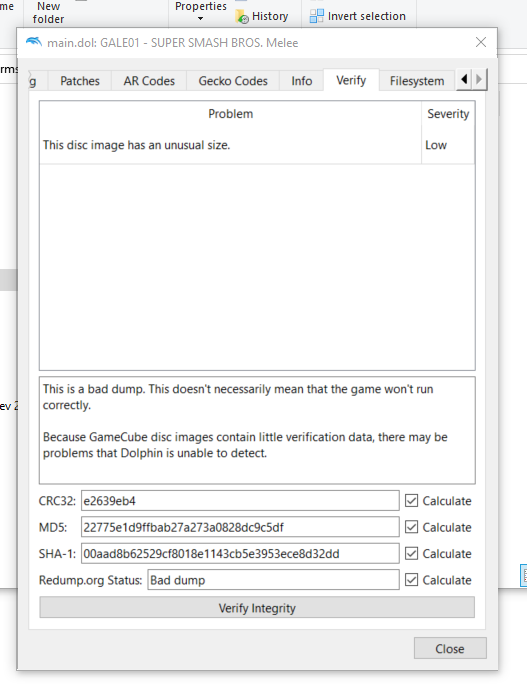 me
New
folder
Properties
History
Invert selection
main.dol: GALE01 - SUPER SMASH BROS. Melee
rms
g
Patches
AR Codes
Gecko Codes
Info
Verify
Filesystem
Problem
Severity
This disc image has an unusual size.
Low
This is a bad dump. This doesn't necessarily mean that the game won't run
correctly.
Because GameCube disc images contain little verification data, there may be
problems that Dolphin is unable to detect.
ev 2
CRC32:
e2639eb4
Calculate
MD5:
22775e1d9ffbab27a273a0828dc9c5df
Calculate
SHA-1:
00aad8b62529cf8018e1143cb5e3953ece8d32dd
Calculate
Redump.org Status:
Bad dump
Calculate
Verify Integrity
Close